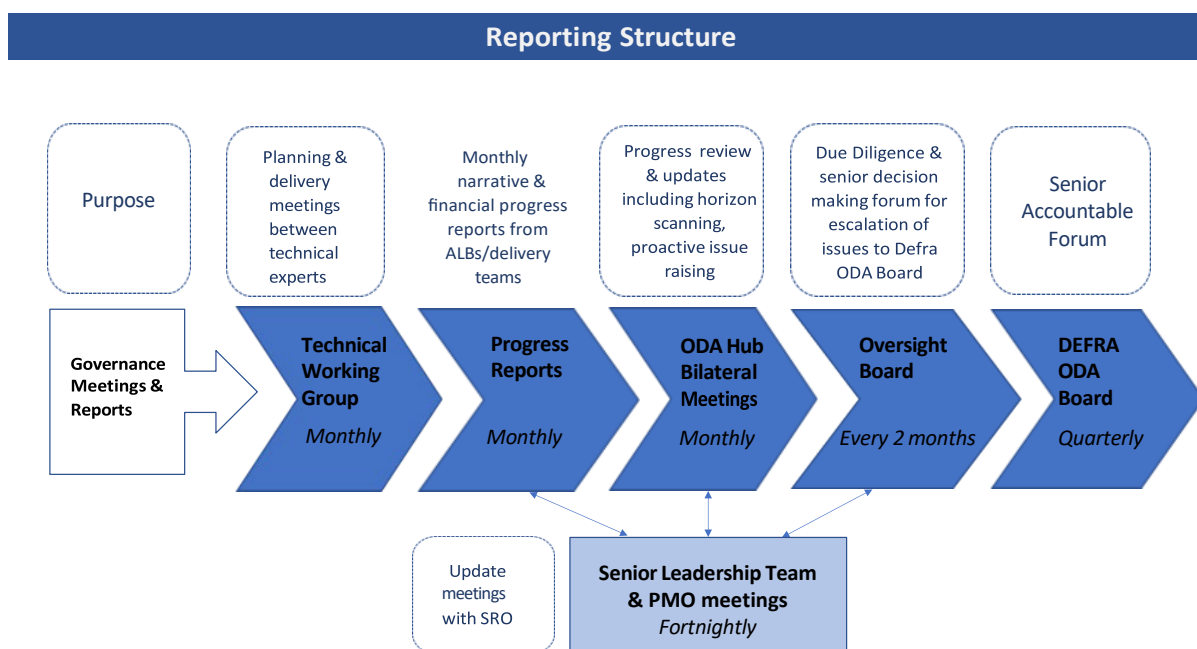 Reporting Structure
Purpose
Planning &
delivery
meetings
between
technical
experts
Monthly
narrative &
financial progress
reports from
ALBs/delivery
teams
Progress review
& updates
including horizon
scanning,
proactive issue
raising
Due Diligence &
senior decision
making forum for
escalation of
issues to Defra
ODA Board
Senior
Accountable
Forum
Governance
Meetings &
Reports
Technical
Working
Group
Monthly
Progress
Reports
Monthly
ODA Hub
Bilateral
Meetings
Monthly
Oversight
Board
Every 2 months
DEFRA
ODA
Board
Quarterly
Update
meetings
with SRO
Senior Leadership Team
& PMO meetings
Fortnightly